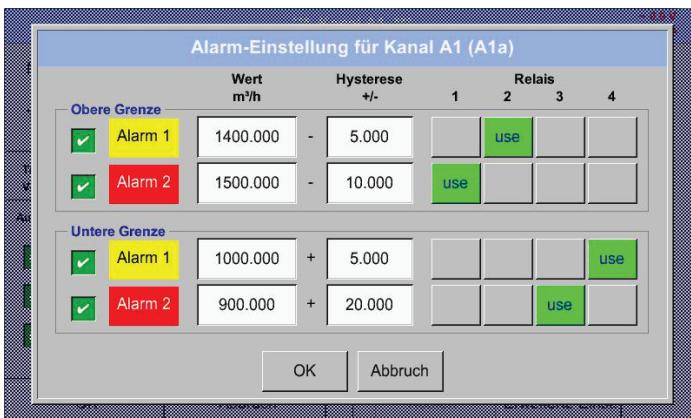 *** Kanal A1 ***
Alarm-Einstellung für Kanal A1 (A1a)
Wert Hysterese Relais
m³/h +/- 1 2 3 4
Obere Grenze
Alarm 1 1400.000 - 5.000 use
Alarm 2 1500.000 - 10.000 use
Untere Grenze
Alarm 1 1000.000 + 5.000 use
Alarm 2 900.000 + 20.000 use
OK Abbruch